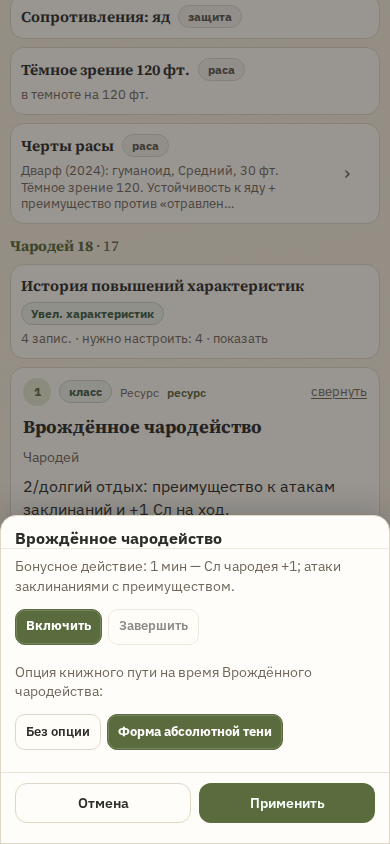 Сопротивления: яд защита
Тёмное зрение 120 фт. раса
в темноте на 120 фт.
Черты расы раса
Дварф (2024): гуманоид, Средний, 30 фт.
Тёмное зрение 120. Устойчивость к яду +
преимущество против «отравлен…
Чародей 18 · 17
История повышений характеристик
Увел. характеристик
4 запис. · нужно настроить: 4 · показать
1 класс Ресурс ресурс свернуть
Врождённое чародейство
Чародей
2/долгий отдых: преимущество к атакам
заклинаний и +1 Сл на ход.
Врождённое чародейство
Бонусное действие: 1 мин — Сл чародея +1; атаки
заклинаниями с преимуществом.
Включить Завершить
Опция книжного пути на время Врождённого
чародейства:
Без опции Форма абсолютной тени
Отмена Применить